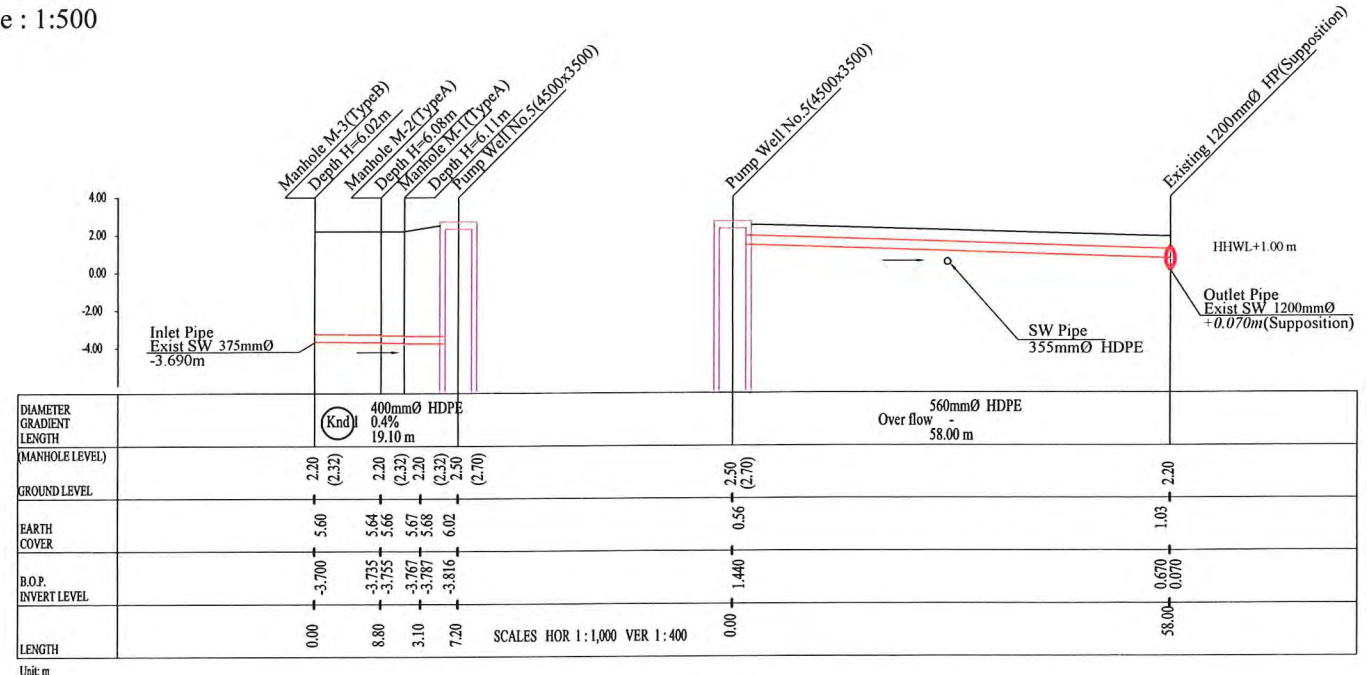 e : 1:500
Manhole M-3(TypeB)
Depth H=6.02m
Manhole M-2(TypeA)
Depth H=6.08m
Manhole M-1(TypeA)
Depth H=6.11m
Pump Well No.5(4500x3500)
Pump Well No.5(4500x3500)
Existing 1200mmØ HP(Supposition)
4.00
2.00
0.00
-2.00
-4.00
Inlet Pipe
Exist SW 375mmØ
-3.690m
HHWL+1.00 m
Outlet Pipe
Exist SW 1200mmØ
+0.070m(Supposition)
SW Pipe
355mmØ HDPE
DIAMETER
GRADIENT
LENGTH
Knd 1
400mmØ HDPE
0.4%
19.10 m
560mmØ HDPE
Over flow -
58.00 m
(MANHOLE LEVEL)
GROUND LEVEL
2.20
(2.32)
2.20
(2.32)
2.20
(2.32)
2.50
(2.70)
2.50
(2.70)
2.20
EARTH
COVER
5.60
5.64
5.66
5.67
5.68
6.02
0.56
1.03
B.O.P.
INVERT LEVEL
-3.700
-3.735
-3.755
-3.767
-3.787
-3.816
1.440
0.670
0.070
LENGTH
0.00
8.80
3.10
7.20
SCALES HOR 1:1,000 VER 1:400
0.00
58.00
Unit: m